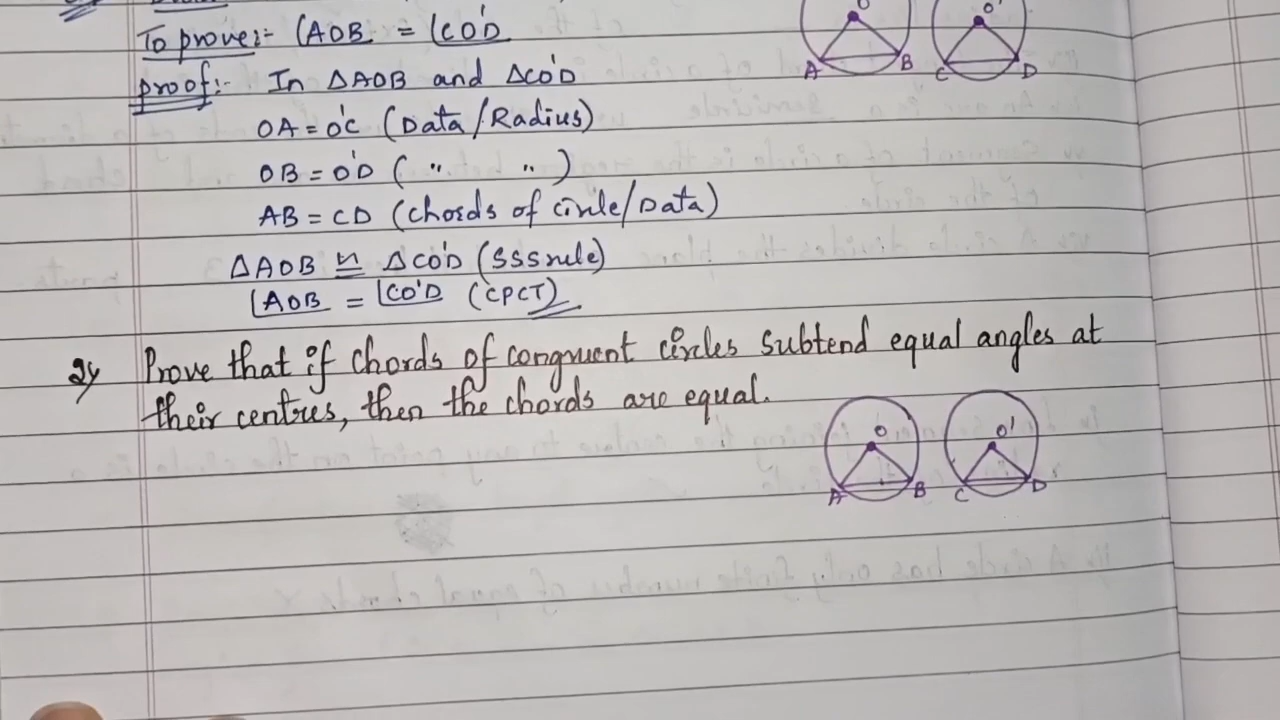 To prove:- ∠AOB = ∠CO'D
proof:- In ΔAOB and ΔCO'D
OA = O'C (Data/Radius)
OB = O'D ( " " )
AB = CD (Chords of circle/Data)
ΔAOB ≅ ΔCO'D (SSS rule)
∠AOB = ∠CO'D (CPCT)
2) Prove that if chords of congruent circles subtend equal angles at
their centres, then the chords are equal.
O O'
A B C D
O O'
A B C D